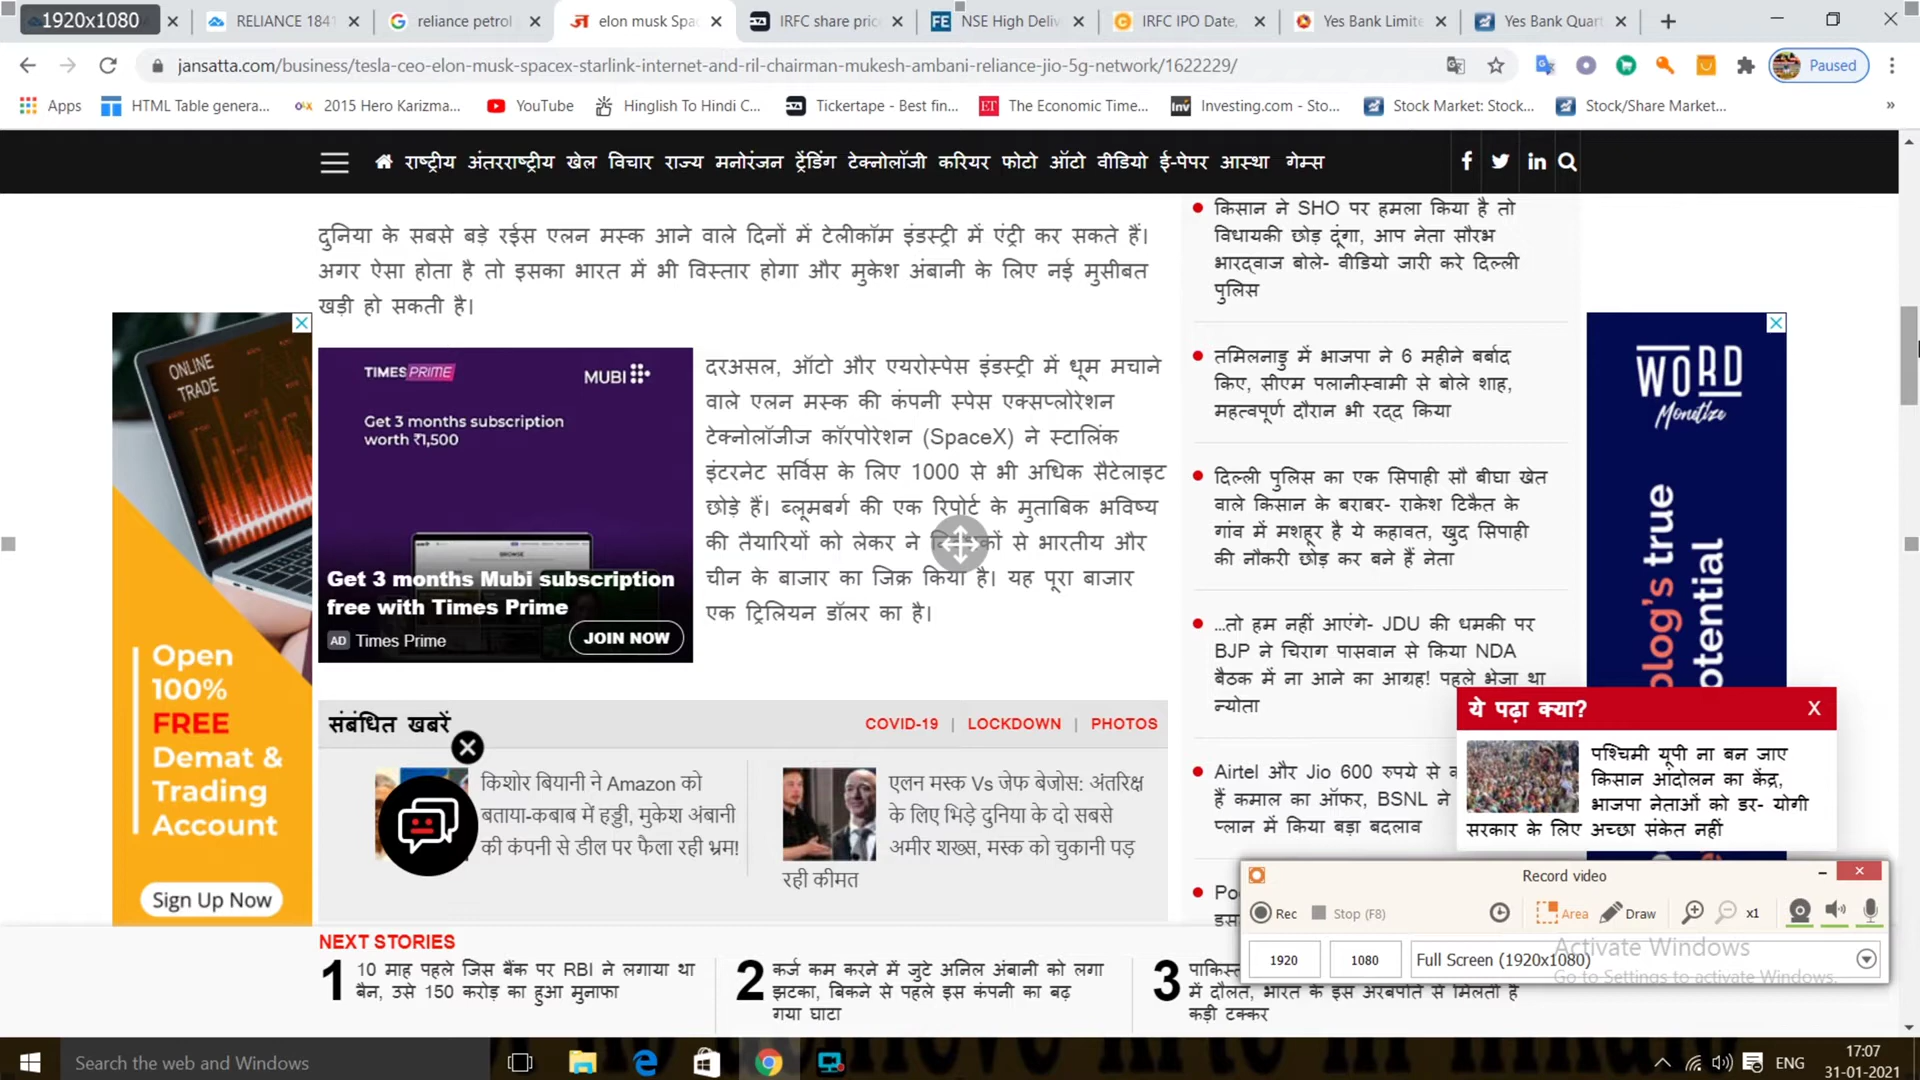 1920x1080
RELIANCE 184
reliance petrol
elon musk Spa
IRFC share pri
NSE High Deliv
IRFC IPO Date,
Yes Bank Limite
Yes Bank Quart
jansatta.com/business/tesla-ceo-elon-musk-spacex-starlink-internet-and-ril-chairman-mukesh-ambani-reliance-jio-5g-network/1622229/
Paused
Apps
HTML Table genera...
2015 Hero Karizma...
YouTube
Hinglish To Hindi C...
Tickertape - Best fin...
The Economic Time...
Investing.com - Sto...
Stock Market: Stock...
Stock/Share Market...
राष्ट्रीय अंतरराष्ट्रीय खेल विचार राज्य मनोरंजन ट्रेंडिंग टेक्नोलॉजी करियर फोटो ऑटो वीडियो ई-पेपर आस्था गेम्स
दुनिया के सबसे बड़े रईस एलन मस्क आने वाले दिनों में टेलीकॉम इंडस्ट्री में एंट्री कर सकते हैं।
अगर ऐसा होता है तो इसका भारत में भी विस्तार होगा और मुकेश अंबानी के लिए नई मुसीबत
खड़ी हो सकती है।
ONLINE
TRADE
Open
100%
FREE
Demat &
Trading
Account
Sign Up Now
TIMES PRIME
MUBI
Get 3 months subscription
worth ₹1,500
BROWSE
Get 3 months Mubi subscription
free with Times Prime
AD Times Prime
JOIN NOW
दरअसल, ऑटो और एयरोस्पेस इंडस्ट्री में धूम मचाने
वाले एलन मस्क की कंपनी स्पेस एक्सप्लोरेशन
टेक्नोलॉजीज कॉरपोरेशन (SpaceX) ने स्टालिंक
इंटरनेट सर्विस के लिए 1000 से भी अधिक सैटेलाइट
छोड़े हैं। ब्लूमबर्ग की एक रिपोर्ट के मुताबिक भविष्य
की तैयारियों को लेकर ने से भारतीय और
चीन के बाजार का जिक्र किया है। यह पूरा बाजार
एक ट्रिलियन डॉलर का है।
संबंधित खबरें
COVID-19 | LOCKDOWN | PHOTOS
किशोर बियानी ने Amazon को
बताया-कबाब में हड्डी, मुकेश अंबानी
की कंपनी से डील पर फैला रही भ्रम!
एलन मस्क Vs जेफ बेजोस: अंतरिक्ष
के लिए भिड़े दुनिया के दो सबसे
अमीर शख्स, मस्क को चुकानी पड़
रही कीमत
किसान ने SHO पर हमला किया है तो
विधायकी छोड़ दूंगा, आप नेता सौरभ
भारद्वाज बोले- वीडियो जारी करे दिल्ली
पुलिस
तमिलनाडु में भाजपा ने 6 महीने बर्बाद
किए, सीएम पलानीस्वामी से बोले शाह,
महत्वपूर्ण दौरान भी रद्द किया
दिल्ली पुलिस का एक सिपाही सौ बीघा खेत
वाले किसान के बराबर- राकेश टिकैत के
गांव में मशहूर है ये कहावत, खुद सिपाही
की नौकरी छोड़ कर बने हैं नेता
...तो हम नहीं आएंगे- JDU की धमकी पर
BJP ने चिराग पासवान से किया NDA
बैठक में ना आने का आग्रह! पहले भेजा था
न्योता
Airtel और Jio 600 रुपये से
हैं कमाल का ऑफर, BSNL ने
प्लान में किया बड़ा बदलाव
WORD
Monetize
blog's true
potential
ये पढ़ा क्या?
X
पश्चिमी यूपी ना बन जाए
किसान आंदोलन का केंद्र,
भाजपा नेताओं को डर- योगी
सरकार के लिए अच्छा संकेत नहीं
Record video
Rec
Stop (F8)
Area
Draw
x1
1920
1080
Full Screen (1920x1080)
Activate Windows
Go to Settings to activate Windows.
NEXT STORIES
1
10 माह पहले जिस बैंक पर RBI ने लगाया था
बैन, उसे 150 करोड़ का हुआ मुनाफा
2
कर्ज कम करने में जुटे अनिल अंबानी को लगा
झटका, बिकने से पहले इस कंपनी का बढ़
गया घाटा
3
में दौलत, भारत के इस अरबपति से मिलती है
कड़ी टक्कर
Search the web and Windows
ENG
17:07
31-01-2021